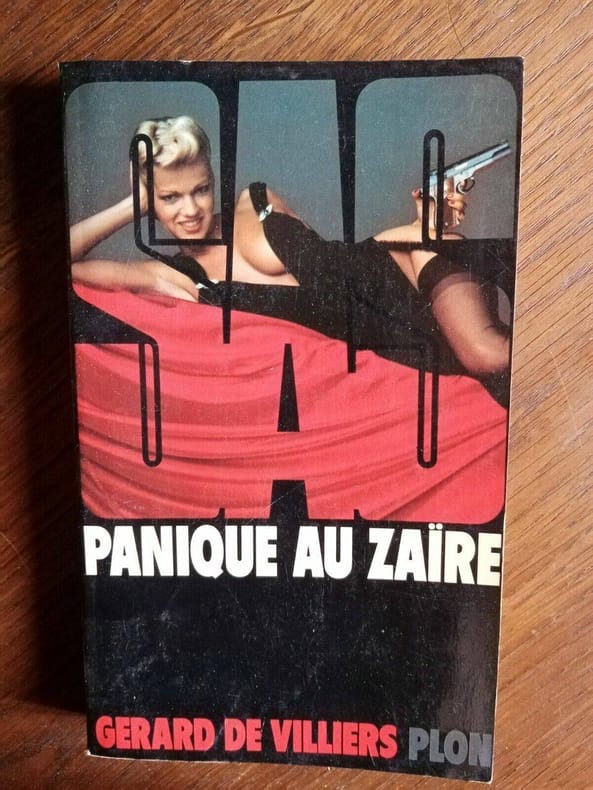 SAS
PANIQUE AU ZAÏRE
GERARD DE VILLIERS PLON